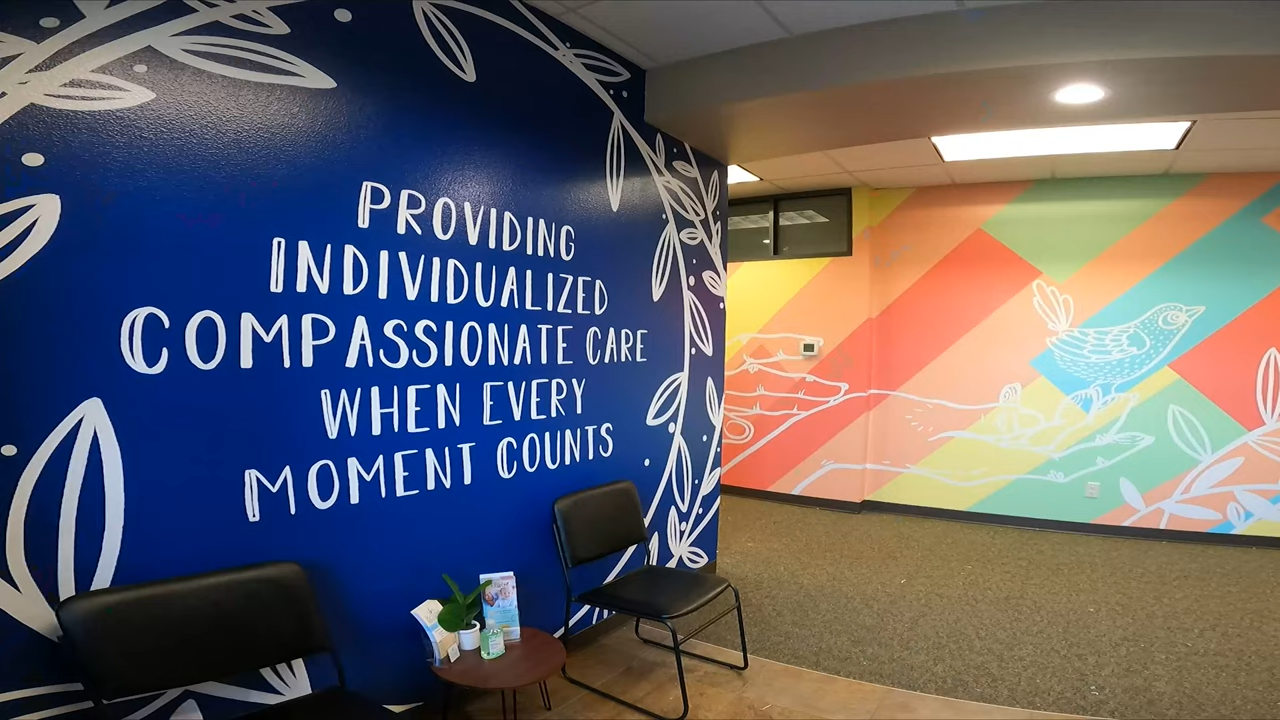 PROVIDING
INDIVIDUALIZED
COMPASSIONATE CARE
WHEN EVERY
MOMENT COUNTS